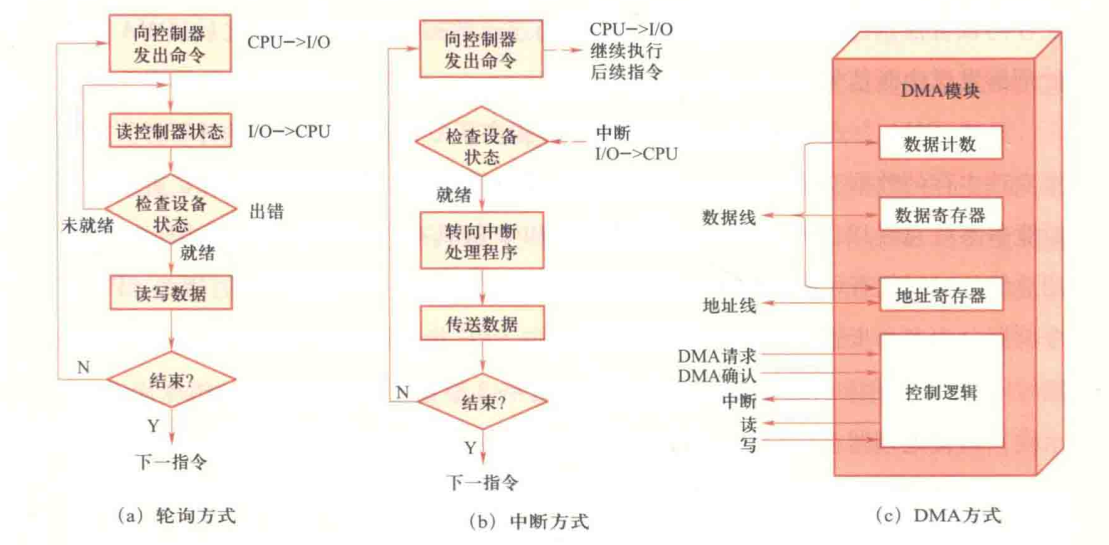 向控制器
发出命令
CPU->I/O
读控制器状态
I/O->CPU
检查设备
状态
未就绪
出错
就绪
读写数据
N
结束?
Y
下一指令
(a) 轮询方式
向控制器
发出命令
CPU->I/O
继续执行
后续指令
检查设备
状态
中断
I/O->CPU
就绪
转向中断
处理程序
传送数据
N
结束?
Y
下一指令
(b) 中断方式
DMA模块
数据计数
数据线
数据寄存器
地址线
地址寄存器
DMA请求
DMA确认
中断
读
写
控制逻辑
(c) DMA方式